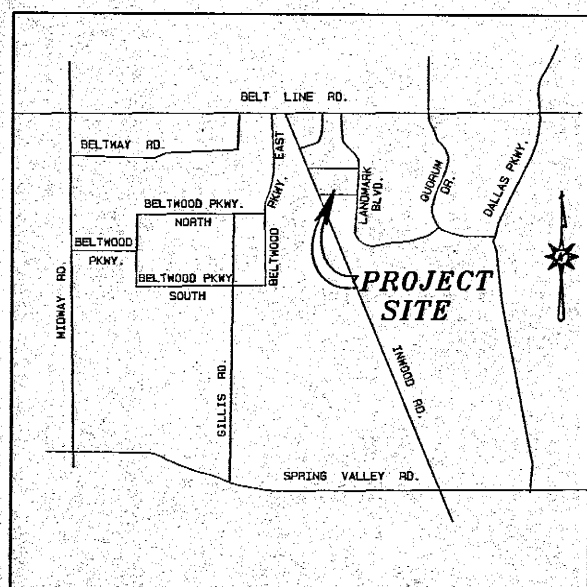 BELT LINE RD.
BELTWAY RD.
EAST
PKWY.
BELTWOOD
BELTWOOD PKWY.
NORTH
BELTWOOD
PKWY.
BELTWOOD PKWY.
SOUTH
MIDWAY RD.
GILLIS RD.
LANDMARK
BLVD.
QUORUM
DR.
DALLAS PKWY.
PROJECT
SITE
INWOOD RD.
SPRING VALLEY RD.